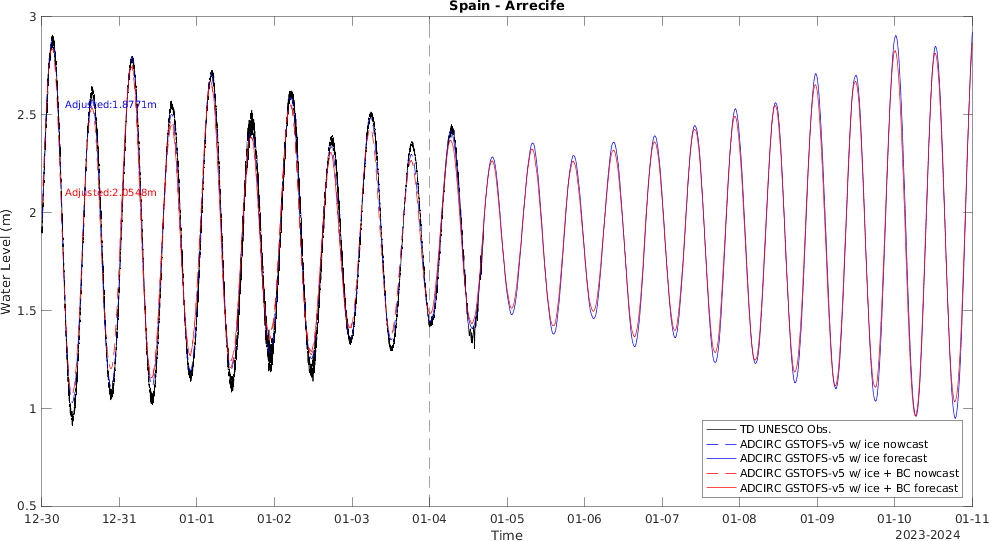 Spain - Arrecife
3
2.5
2
1.5
1
0.5
Water Level (m)
Adjusted:1.8771m
Adjusted:2.0548m
TD UNESCO Obs.
ADCIRC GSTOFS-v5 w/ ice nowcast
ADCIRC GSTOFS-v5 w/ ice forecast
ADCIRC GSTOFS-v5 w/ ice + BC nowcast
ADCIRC GSTOFS-v5 w/ ice + BC forecast
12-30 12-31 01-01 01-02 01-03 01-04 01-05 01-06 01-07 01-08 01-09 01-10 01-11
Time
2023-2024